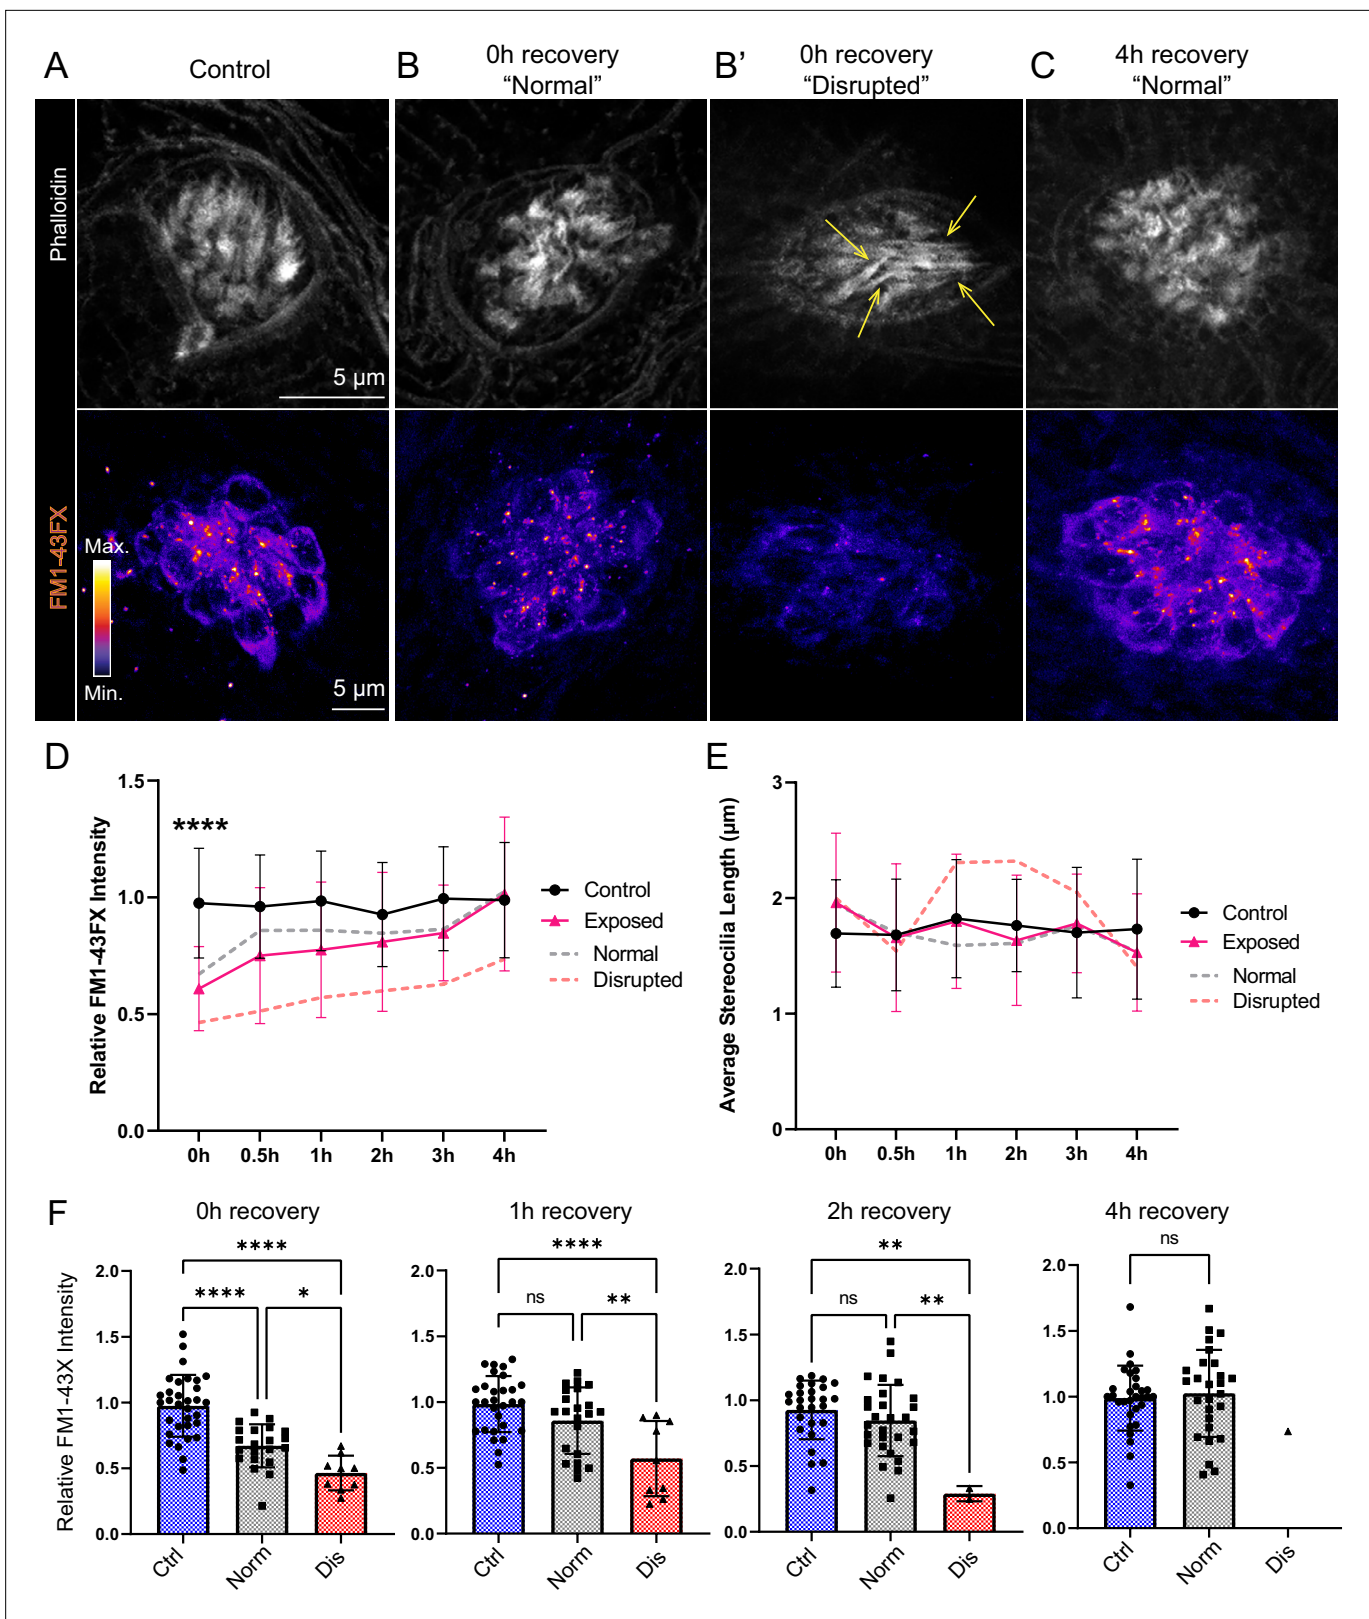 A
Control
B
0h recovery
“Normal”
B’
0h recovery
“Disrupted”
C
4h recovery
“Normal”
Phalloidin
5 µm
FM1-43FX
Max.
Min.
5 µm
D
Relative FM1-43FX Intensity
1.5
1.0
0.5
0.0
****
0h 0.5h 1h 2h 3h 4h
Control
Exposed
Normal
Disrupted
E
Average Stereocilia Length (µm)
3
2
1
0
0h 0.5h 1h 2h 3h 4h
Control
Exposed
Normal
Disrupted
F
Relative FM1-43X Intensity
0h recovery
****
**** *
2.0
1.5
1.0
0.5
0.0
Ctrl Norm Dis
1h recovery
****
ns **
2.0
1.5
1.0
0.5
0.0
Ctrl Norm Dis
2h recovery
**
ns **
2.0
1.5
1.0
0.5
0.0
Ctrl Norm Dis
4h recovery
ns
2.0
1.5
1.0
0.5
0.0
Ctrl Norm Dis